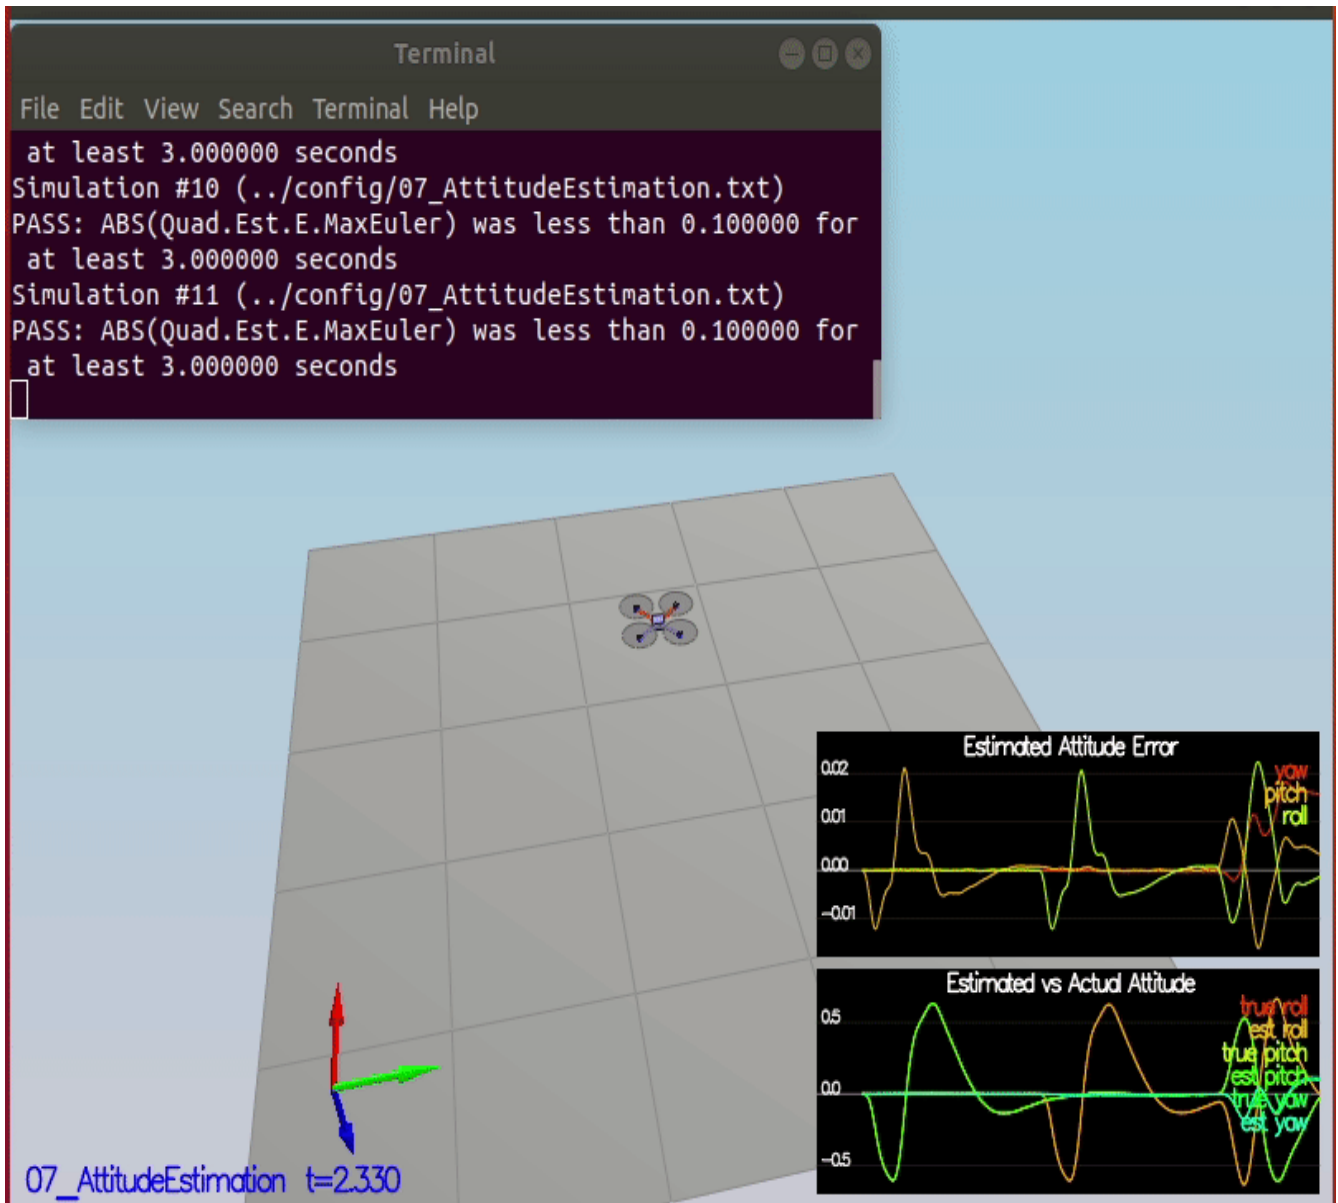 Terminal
File Edit View Search Terminal Help
at least 3.000000 seconds
Simulation #10 (../config/07_AttitudeEstimation.txt)
PASS: ABS(Quad.Est.E.MaxEuler) was less than 0.100000 for
at least 3.000000 seconds
Simulation #11 (../config/07_AttitudeEstimation.txt)
PASS: ABS(Quad.Est.E.MaxEuler) was less than 0.100000 for
at least 3.000000 seconds
Estimated Attitude Error
0.02
0.01
0.00
-0.01
yaw
pitch
roll
Estimated vs Actual Attitude
0.5
0.0
-0.5
true roll
est roll
true pitch
est pitch
true yaw
est yaw
07_AttitudeEstimation t=2.330